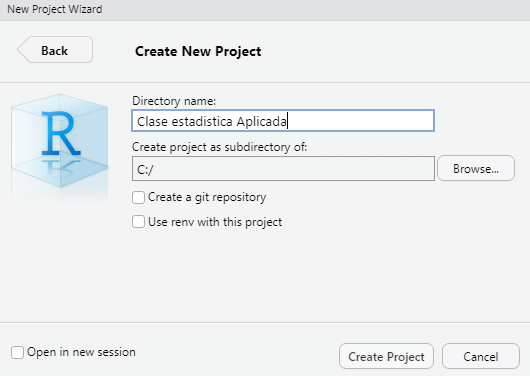 New Project Wizard
Back
Create New Project
R
Directory name:
Clase estadistica Aplicada
Create project as subdirectory of:
C:/
Browse...
Create a git repository
Use renv with this project
Open in new session
Create Project
Cancel